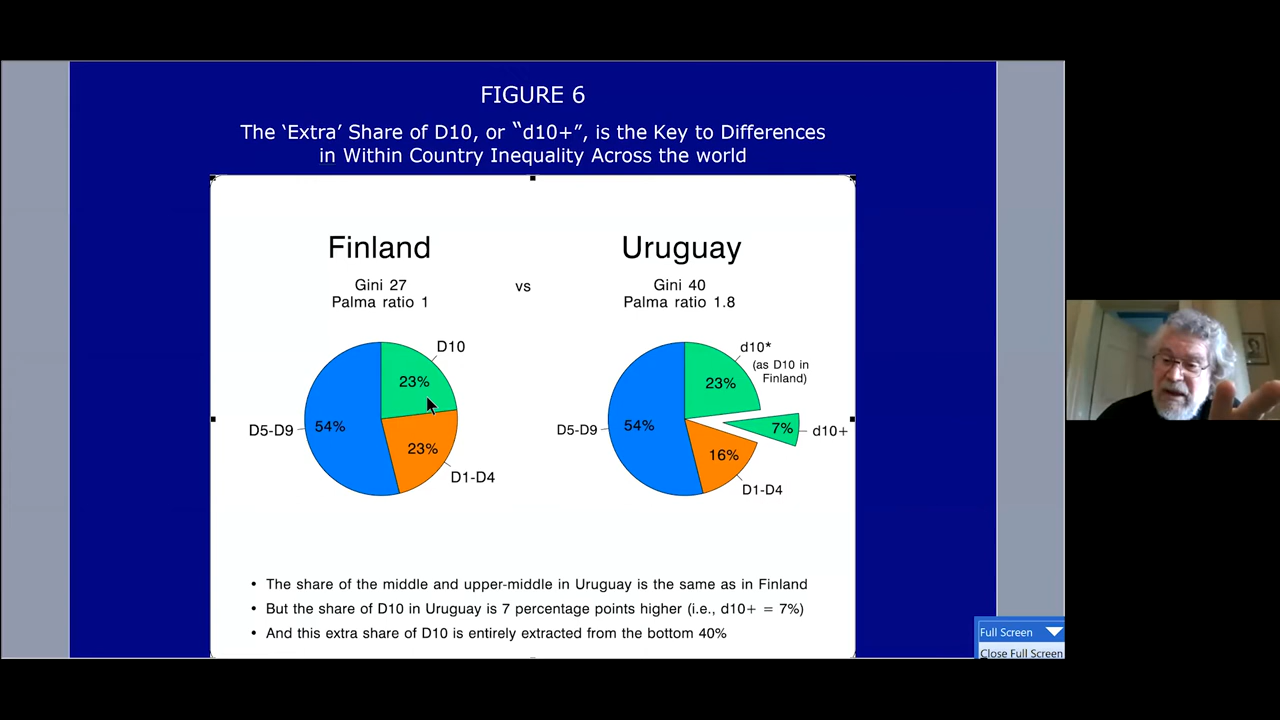 FIGURE 6
The ‘Extra’ Share of D10, or “d10+”, is the Key to Differences
in Within Country Inequality Across the world
Finland
Gini 27
Palma ratio 1
vs
Uruguay
Gini 40
Palma ratio 1.8
D10
23%
D5-D9
54%
23%
D1-D4
d10*
(as D10 in
Finland)
23%
D5-D9
54%
7%
d10+
16%
D1-D4
• The share of the middle and upper-middle in Uruguay is the same as in Finland
• But the share of D10 in Uruguay is 7 percentage points higher (i.e., d10+ = 7%)
• And this extra share of D10 is entirely extracted from the bottom 40%
Full Screen
Close Full Screen